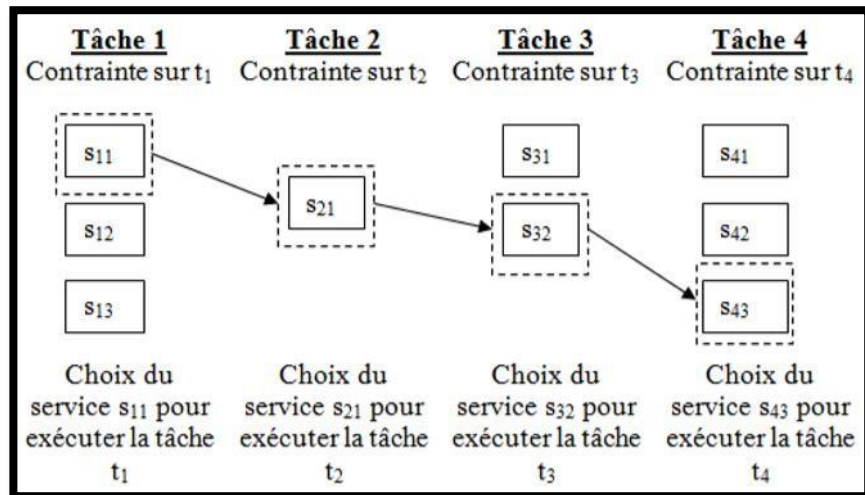 Tâche 1
Contrainte sur t₁
Tâche 2
Contrainte sur t₂
Tâche 3
Contrainte sur t₃
Tâche 4
Contrainte sur t₄
s₁₁
s₁₂
s₁₃
s₂₁
s₃₁
s₃₂
s₄₁
s₄₂
s₄₃
Choix du
service s₁₁ pour
exécuter la tâche
t₁
Choix du
service s₂₁ pour
exécuter la tâche
t₂
Choix du
service s₃₂ pour
exécuter la tâche
t₃
Choix du
service s₄₃ pour
exécuter la tâche
t₄